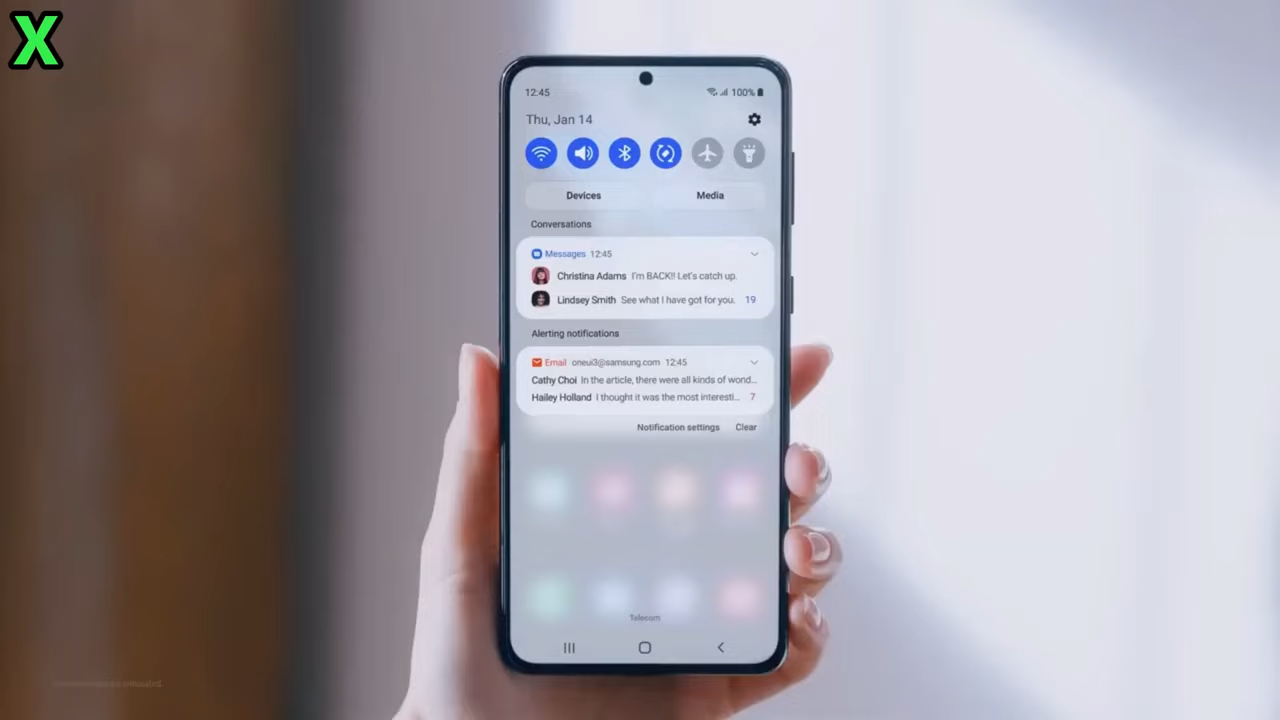 X
12:45 100%
Thu, Jan 14
Devices Media
Conversations
Messages 12:45
Christina Adams I'm BACK!! Let's catch up.
Lindsey Smith See what I have got for you. 19
Alerting notifications
Email oneui3@samsung.com 12:45
Cathy Choi In the article, there were all kinds of wond...
Hailey Holland I thought it was the most interesti... 7
Notification settings Clear
Telecom